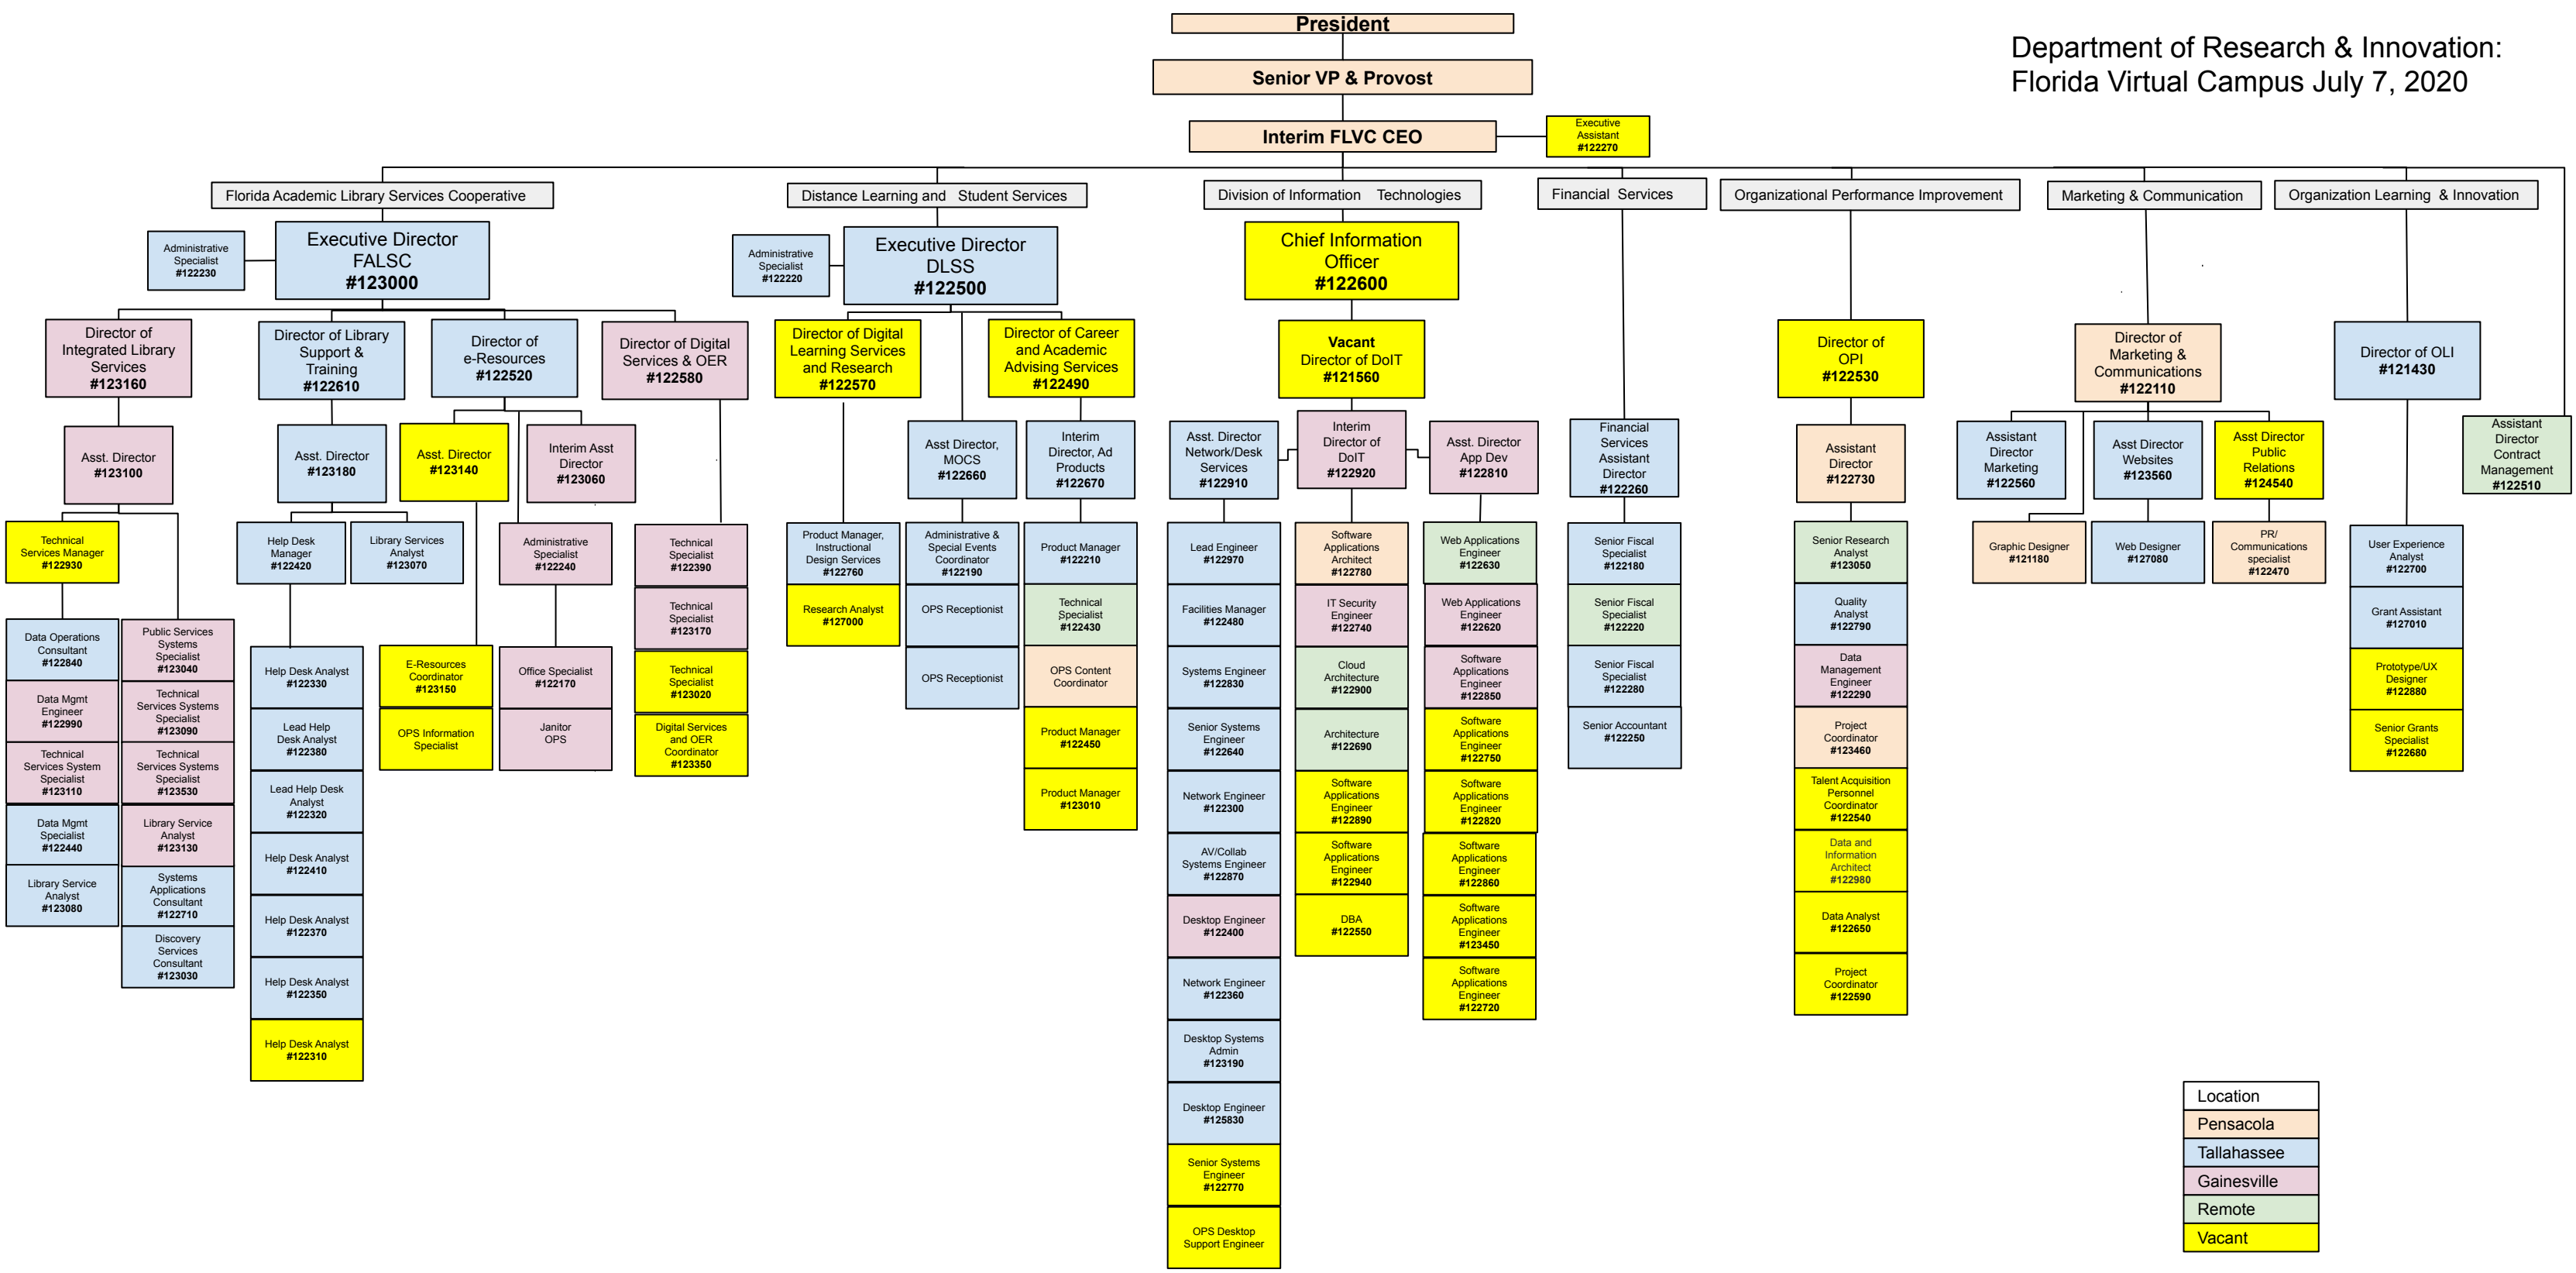 President
Department of Research & Innovation:
Florida Virtual Campus July 7, 2020
Senior VP & Provost
Interim FLVC CEO
Executive
Assistant
#122270
Florida Academic Library Services Cooperative
Distance Learning and Student Services
Division of Information Technologies
Financial Services
Organizational Performance Improvement
Marketing & Communication
Organization Learning & Innovation
Administrative
Specialist
#122230
Executive Director
FALSC
#123000
Administrative
Specialist
#122220
Executive Director
DLSS
#122500
Chief Information
Officer
#122600
Director of
Integrated Library
Services
#123160
Director of Library
Support &
Training
#122610
Director of
e-Resources
#122520
Director of Digital
Services & OER
#122580
Director of Digital
Learning Services
and Research
#122570
Director of Career
and Academic
Advising Services
#122490
Vacant
Director of DoIT
#121560
Director of
OPI
#122530
Director of
Marketing &
Communications
#122110
Director of OLI
#121430
Asst. Director
#123100
Asst. Director
#123180
Asst. Director
#123140
Interim Asst
Director
#123060
Asst Director,
MOCS
#122660
Interim
Director, Ad
Products
#122670
Asst. Director
Network/Desk
Services
#122910
Interim
Director of
DoIT
#122920
Asst. Director
App Dev
#122810
Financial
Services
Assistant
Director
#122260
Assistant
Director
#122730
Assistant
Director
Marketing
#122560
Asst Director
Websites
#123560
Asst Director
Public
Relations
#124540
Assistant
Director
Contract
Management
#122510
Technical
Services Manager
#122930
Help Desk
Manager
#122420
Library Services
Analyst
#123070
Administrative
Specialist
#122240
Technical
Specialist
#122390
Technical
Specialist
#123170
Technical
Specialist
#123020
Digital Services
and OER
Coordinator
#123350
Product Manager,
Instructional
Design Services
#122760
Research Analyst
#127000
Administrative &
Special Events
Coordinator
#122190
OPS Receptionist
OPS Receptionist
Product Manager
#122210
Technical
Specialist
#122430
OPS Content
Coordinator
Product Manager
#122450
Product Manager
#123010
Lead Engineer
#122970
Facilities Manager
#122480
Systems Engineer
#122830
Senior Systems
Engineer
#122640
Network Engineer
#122300
AV/Collab
Systems Engineer
#122870
Desktop Engineer
#122400
Network Engineer
#122360
Desktop Systems
Admin
#123190
Desktop Engineer
#125830
Senior Systems
Engineer
#122770
OPS Desktop
Support Engineer
Software
Applications
Architect
#122780
IT Security
Engineer
#122740
Cloud
Architecture
#122900
Architecture
#122690
Software
Applications
Engineer
#122890
Software
Applications
Engineer
#122940
DBA
#122550
Web Applications
Engineer
#122630
Web Applications
Engineer
#122620
Software
Applications
Engineer
#122850
Software
Applications
Engineer
#122750
Software
Applications
Engineer
#122820
Software
Applications
Engineer
#122860
Software
Applications
Engineer
#123450
Software
Applications
Engineer
#122720
Senior Fiscal
Specialist
#122180
Senior Fiscal
Specialist
#122220
Senior Fiscal
Specialist
#122280
Senior Accountant
#122250
Senior Research
Analyst
#123050
Quality
Analyst
#122790
Data
Management
Engineer
#122290
Project
Coordinator
#123460
Talent Acquisition
Personnel
Coordinator
#122540
Data and
Information
Architect
#122980
Data Analyst
#122650
Project
Coordinator
#122590
Graphic Designer
#121180
Web Designer
#127080
PR/
Communications
specialist
#122470
User Experience
Analyst
#122700
Grant Assistant
#127010
Prototype/UX
Designer
#122880
Senior Grants
Specialist
#122680
Data Operations
Consultant
#122840
Data Mgmt
Engineer
#122990
Technical
Services System
Specialist
#123110
Data Mgmt
Specialist
#122440
Library Service
Analyst
#123080
Public Services
Systems
Specialist
#123040
Technical
Services Systems
Specialist
#123090
Technical
Services Systems
Specialist
#123530
Library Service
Analyst
#123130
Systems
Applications
Consultant
#122710
Discovery
Services
Consultant
#123030
Help Desk Analyst
#122330
Lead Help
Desk Analyst
#122380
Lead Help Desk
Analyst
#122320
Help Desk Analyst
#122410
Help Desk Analyst
#122370
Help Desk Analyst
#122350
Help Desk Analyst
#122310
E-Resources
Coordinator
#123150
OPS Information
Specialist
Office Specialist
#122170
Janitor
OPS
Location
Pensacola
Tallahassee
Gainesville
Remote
Vacant